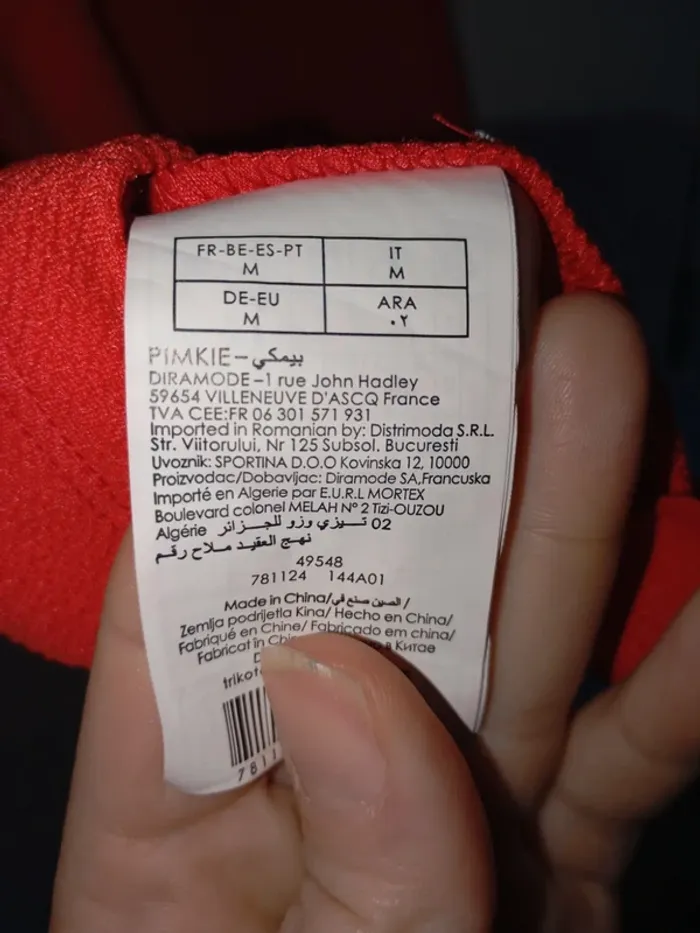 FR-BE-ES-PT
M
IT
M
DE-EU
M
ARA
٠٢
PIMKIE-بيمكي
DIRAMODE-1 rue John Hadley
59654 VILLENEUVE D'ASCQ France
TVA CEE:FR 06 301 571 931
Imported in Romanian by: Distrimoda S.R.L.
Str. Viitorului, Nr 125 Subsol. Bucuresti
Uvoznik: SPORTINA D.O.O Kovinska 12, 10000
Proizvodac/Dobavljac: Diramode SA,Francuska
Importé en Algerie par E.U.R.L MORTEX
Boulevard colonel MELAH N° 2 Tizi-OUZOU
Algérie تيزي وزو للجزائر 02
نهج العقيد ملاح رقم
49548
781124 144A01
Made in China/الصين صنع في/
Zemlja podrijetla Kina/ Hecho en China/
Fabriqué en Chine/ Fabricado em china/
Fabricat în в Китае
trikot
7811